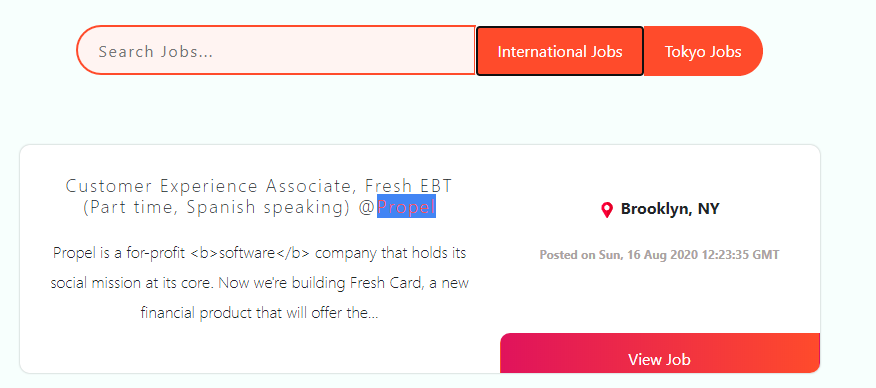 Search Jobs...
International Jobs
Tokyo Jobs
Customer Experience Associate, Fresh EBT
(Part time, Spanish speaking) @Propel
Propel is a for-profit <b>software</b> company that holds its
social mission at its core. Now we're building Fresh Card, a new
financial product that will offer the...
Brooklyn, NY
Posted on Sun, 16 Aug 2020 12:23:35 GMT
View Job